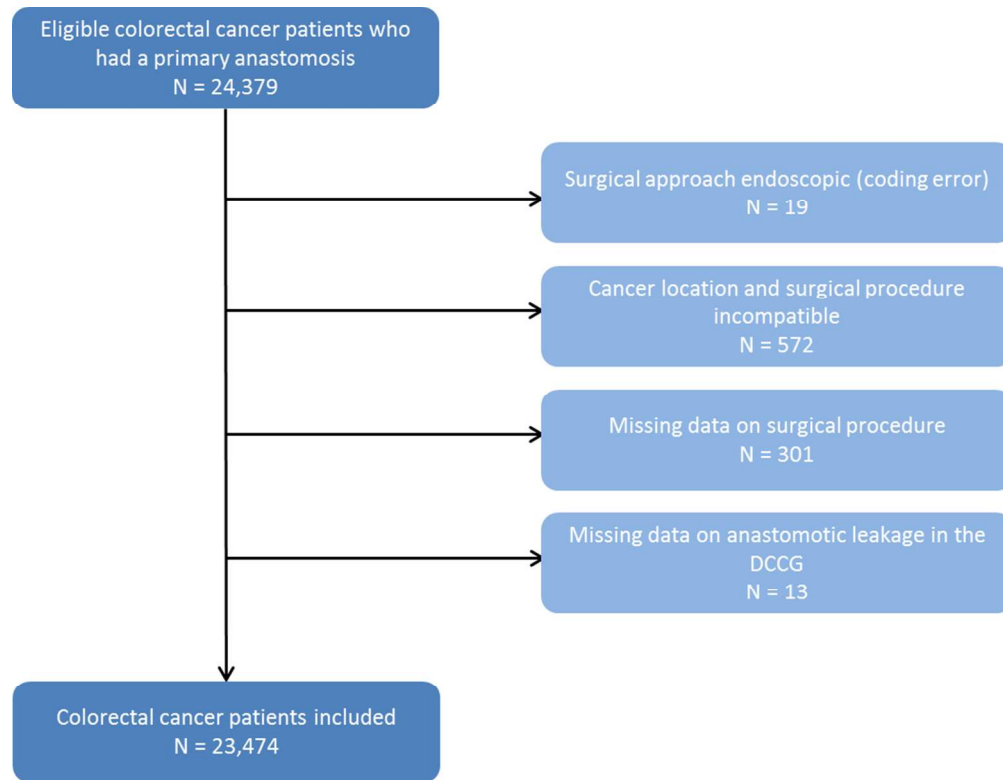 Eligible colorectal cancer patients who
had a primary anastomosis
N = 24,379
Surgical approach endoscopic (coding error)
N = 19
Cancer location and surgical procedure
incompatible
N = 572
Missing data on surgical procedure
N = 301
Missing data on anastomotic leakage in the
DCCG
N = 13
Colorectal cancer patients included
N = 23,474